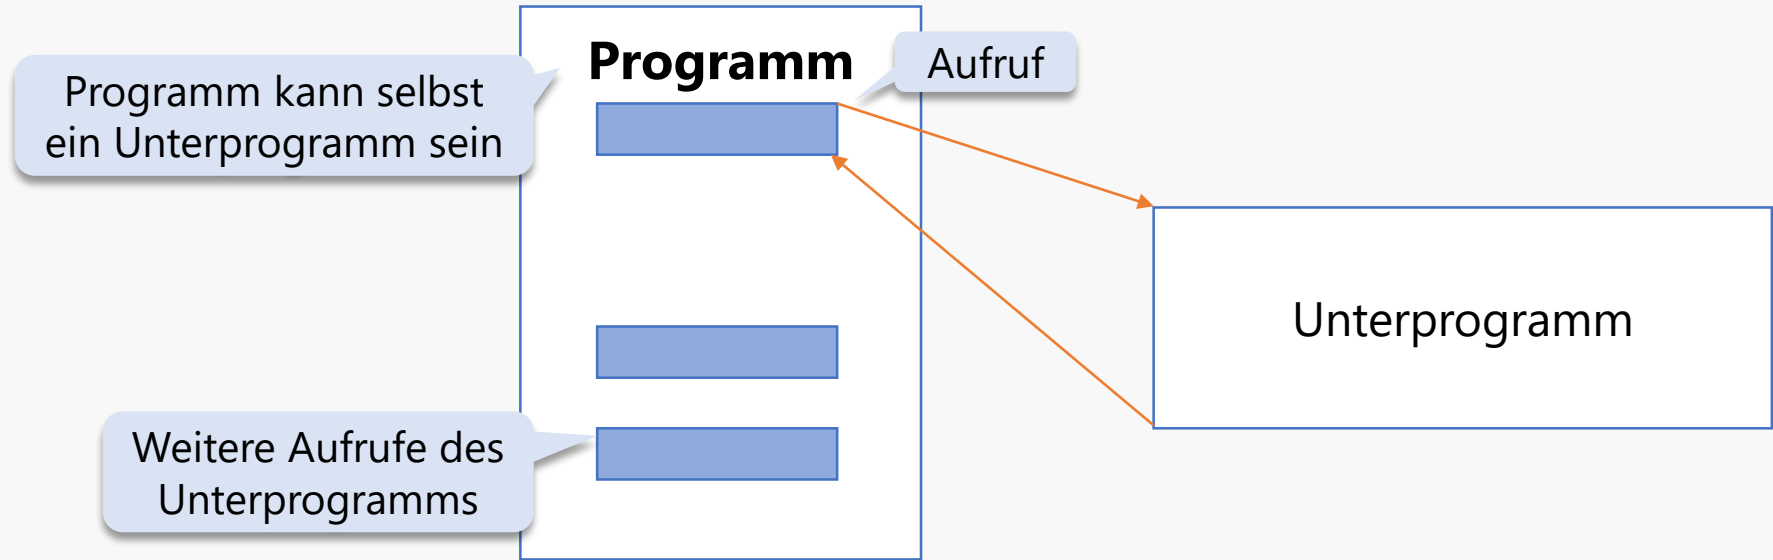 Programm
Aufruf
Programm kann selbst
ein Unterprogramm sein
Unterprogramm
Weitere Aufrufe des
Unterprogramms